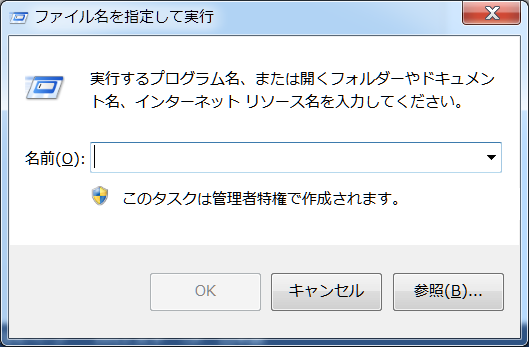 ファイル名を指定して実行
実行するプログラム名、または開くフォルダーやドキュメン
ト名、インターネット リソース名を入力してください。
名前(O):
このタスクは管理者特権で作成されます。
OK
キャンセル
参照(B)...